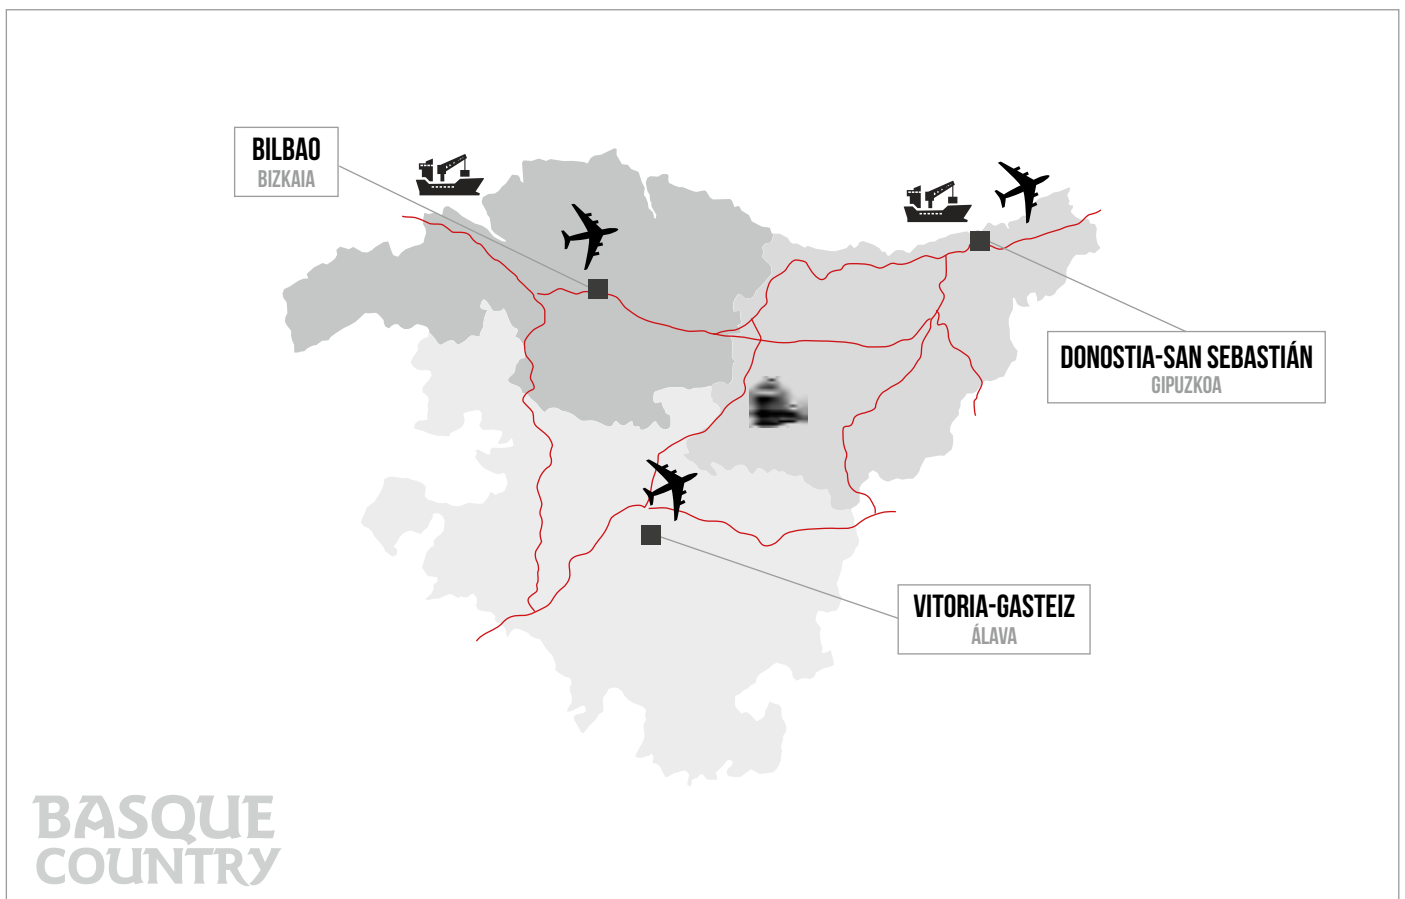 BILBAO
BIZKAIA
DONOSTIA-SAN SEBASTIÁN
GIPUZKOA
VITORIA-GASTEIZ
ÁLAVA
BASQUE
COUNTRY